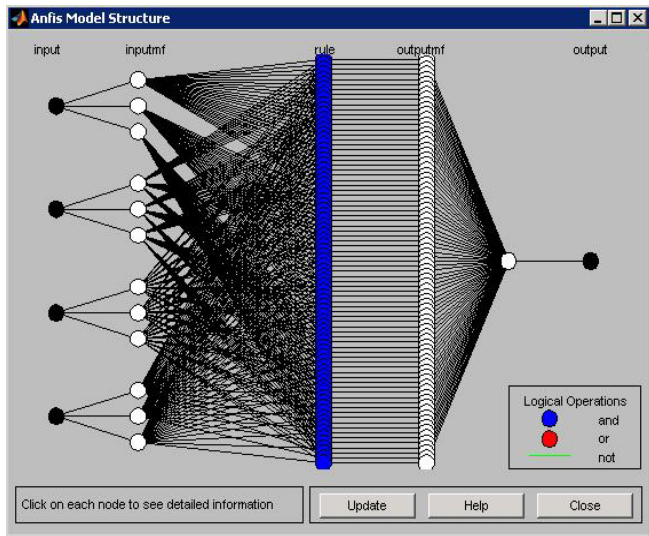 Anfis Model Structure
input inputmf rule outputmf output
Logical Operations
and
or
not
Click on each node to see detailed information
Update Help Close